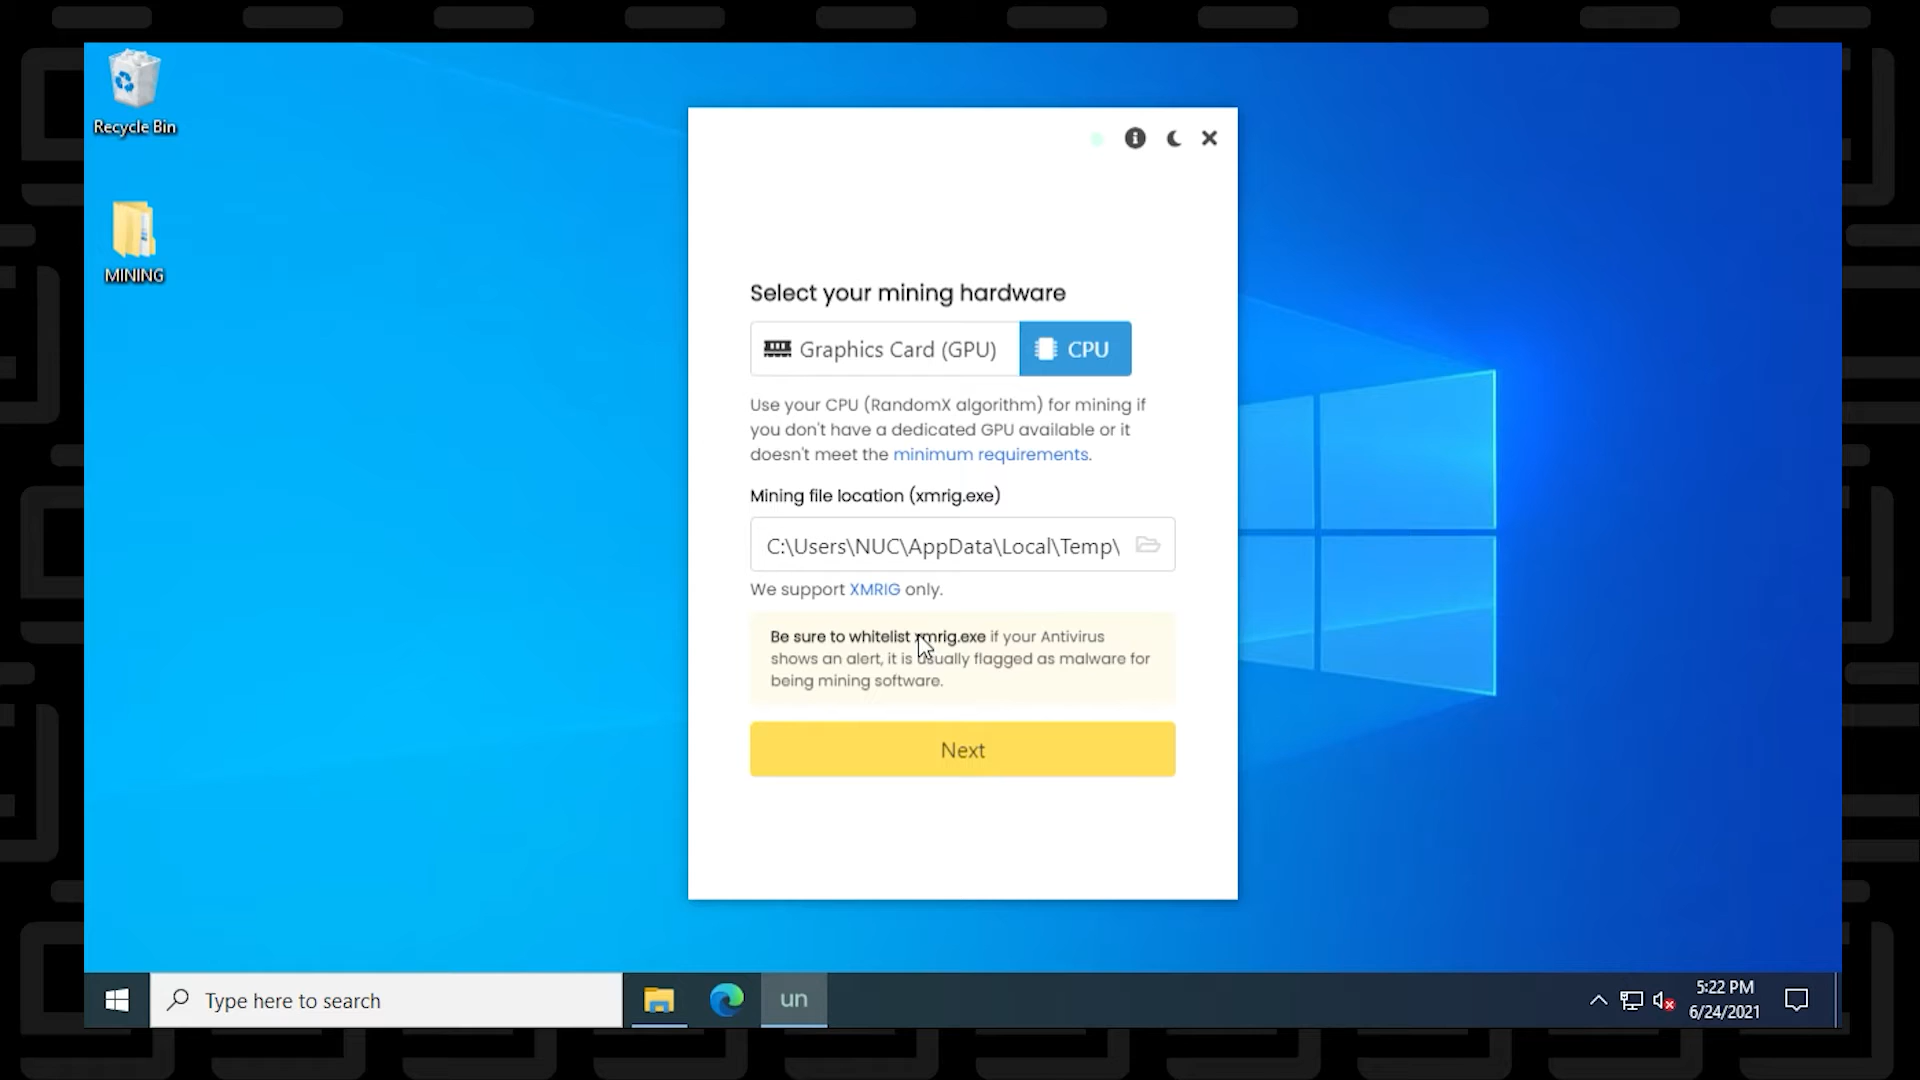 Recycle Bin
MINING
Select your mining hardware
Graphics Card (GPU)
CPU
Use your CPU (RandomX algorithm) for mining if
you don't have a dedicated GPU available or it
doesn't meet the minimum requirements.
Mining file location (xmrig.exe)
C:\Users\NUC\AppData\Local\Temp\
We support XMRIG only.
Be sure to whitelist xmrig.exe if your Antivirus
shows an alert, it is usually flagged as malware for
being mining software.
Next
Type here to search
un
5:22 PM
6/24/2021